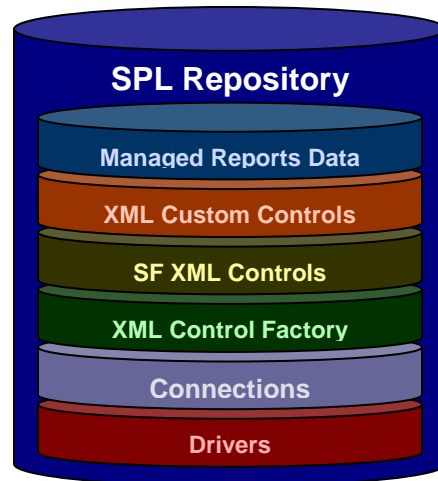 SPL Repository
Managed Reports Data
XML Custom Controls
SF XML Controls
XML Control Factory
Connections
Drivers